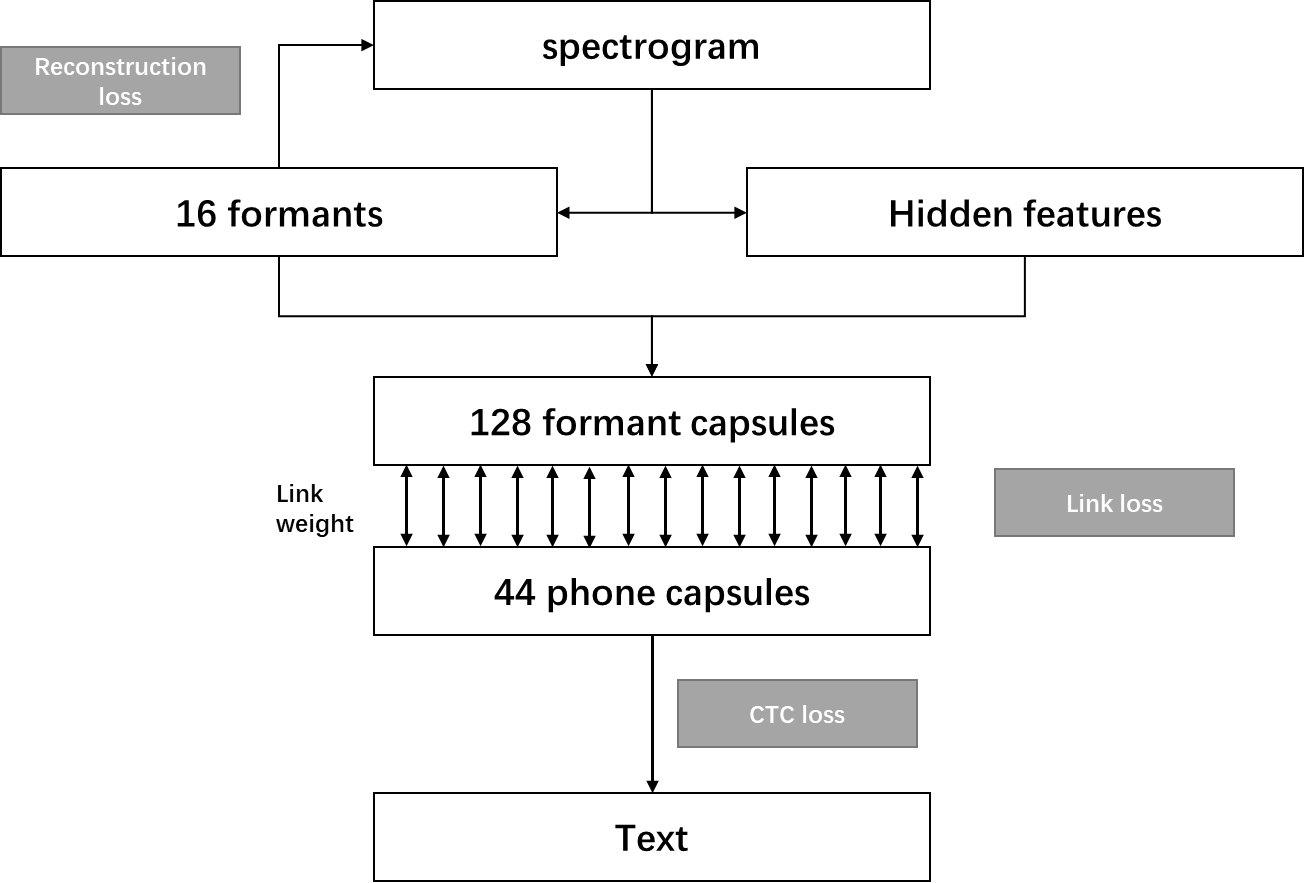 spectrogram
Reconstruction
loss
16 formants
Hidden features
128 formant capsules
Link
weight
Link loss
44 phone capsules
CTC loss
Text